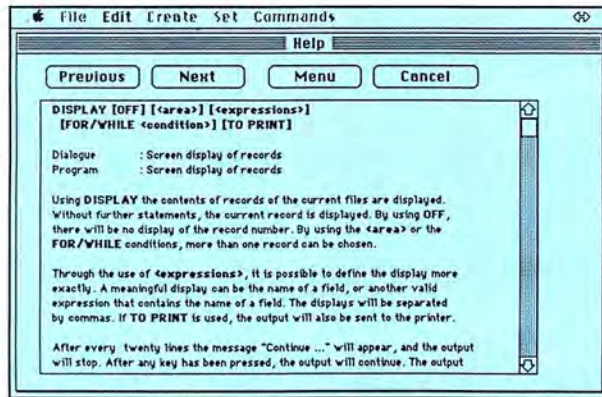 File Edit Create Set Commands
Help
Previous Next Menu Cancel
DISPLAY [OFF] [<area>] [<expressions>]
[FOR/WHILE <condition>] [TO PRINT]
Dialogue : Screen display of records
Program : Screen display of records
Using DISPLAY the contents of records of the current files are displayed.
Without further statements, the current record is displayed. By using OFF,
there will be no display of the record number. By using the <area> or the
FOR/WHILE conditions, more than one record can be chosen.
Through the use of <expressions>, it is possible to define the display more
exactly. A meaningful display can be the name of a field, or another valid
expression that contains the name of a field. The displays will be separated
by commas. If TO PRINT is used, the output will also be sent to the printer.
After every twenty lines the message "Continue ..." will appear, and the output
will stop. After any key has been pressed, the output will continue. The output